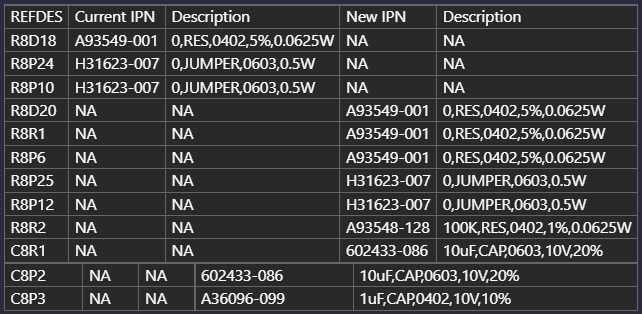 REFDES Current IPN Description New IPN Description
R8D18 A93549-001 0,RES,0402,5%,0.0625W NA NA
R8P24 H31623-007 0,JUMPER,0603,0.5W NA NA
R8P10 H31623-007 0,JUMPER,0603,0.5W NA NA
R8D20 NA NA A93549-001 0,RES,0402,5%,0.0625W
R8R1 NA NA A93549-001 0,RES,0402,5%,0.0625W
R8P6 NA NA A93549-001 0,RES,0402,5%,0.0625W
R8P25 NA NA H31623-007 0,JUMPER,0603,0.5W
R8P12 NA NA H31623-007 0,JUMPER,0603,0.5W
R8R2 NA NA A93548-128 100K,RES,0402,1%,0.0625W
C8R1 NA NA 602433-086 10uF,CAP,0603,10V,20%
C8P2 NA NA 602433-086 10uF,CAP,0603,10V,20%
C8P3 NA NA A36096-099 1uF,CAP,0402,10V,10%